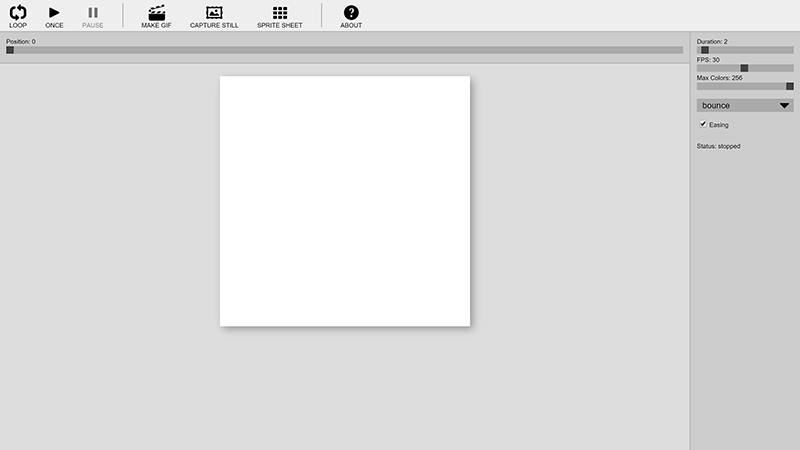 LOOP ONCE PAUSE MAKE GIF CAPTURE STILL SPRITE SHEET ABOUT
Position: 0
Duration: 2
FPS: 30
Max Colors: 256
bounce
Easing
Status: stopped